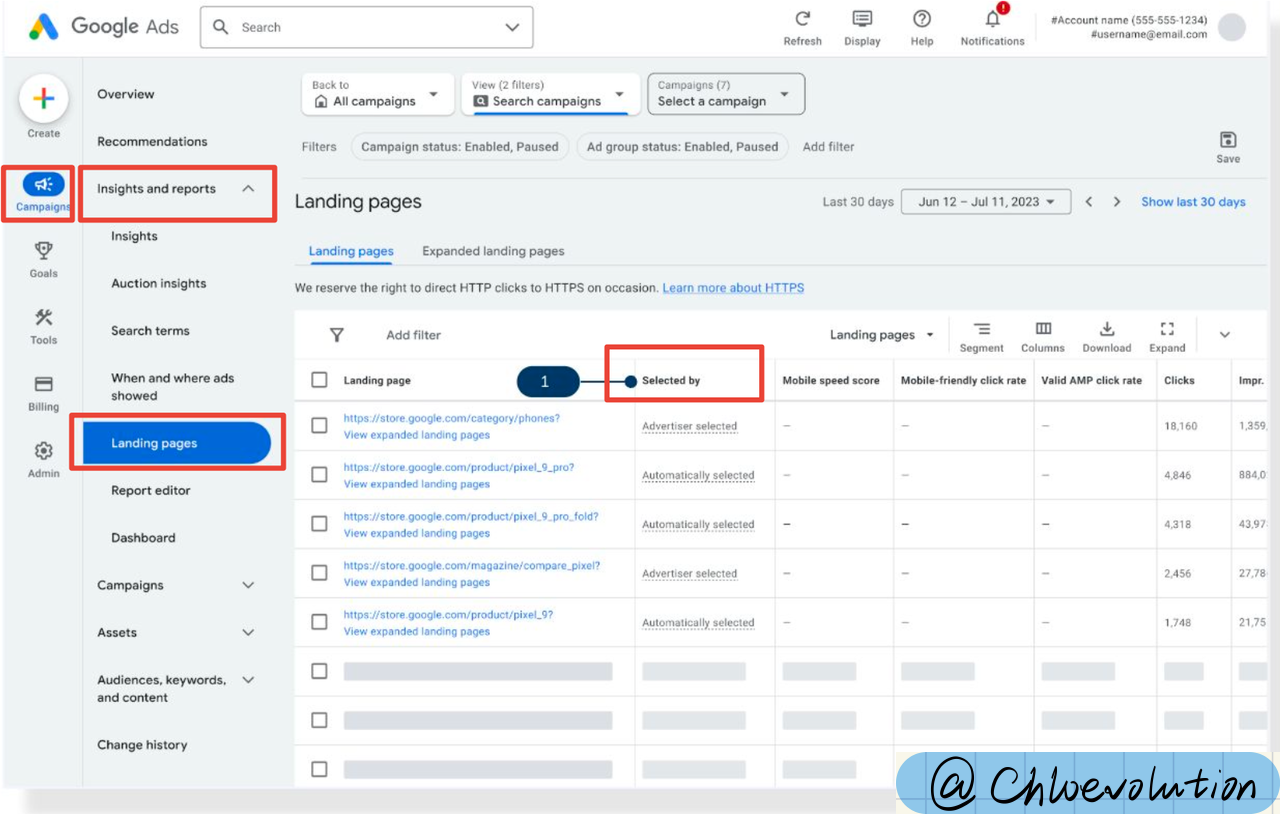 Google Ads
Search
Refresh
Display
Help
Notifications
#Account name (555-555-1234)
#username@email.com
Create
Campaigns
Goals
Tools
Billing
Admin
Overview
Recommendations
Insights and reports
Insights
Auction insights
Search terms
When and where ads
showed
Landing pages
Report editor
Dashboard
Campaigns
Assets
Audiences, keywords,
and content
Change history
Back to
All campaigns
View (2 filters)
Search campaigns
Campaigns (7)
Select a campaign
Filters
Campaign status: Enabled, Paused
Ad group status: Enabled, Paused
Add filter
Save
Landing pages
Last 30 days
Jun 12 – Jul 11, 2023
Show last 30 days
Landing pages
Expanded landing pages
We reserve the right to direct HTTP clicks to HTTPS on occasion. Learn more about HTTPS
Add filter
Landing pages
Segment
Columns
Download
Expand
Landing page
1
Selected by
Mobile speed score
Mobile-friendly click rate
Valid AMP click rate
Clicks
Impr.
https://store.google.com/category/phones?
View expanded landing pages
Advertiser selected
–
–
–
18,160
1,359,
https://store.google.com/product/pixel_9_pro?
View expanded landing pages
Automatically selected
–
–
–
4,846
884,0
https://store.google.com/product/pixel_9_pro_fold?
View expanded landing pages
Automatically selected
–
–
–
4,318
43,97
https://store.google.com/magazine/compare_pixel?
View expanded landing pages
Advertiser selected
–
–
–
2,456
27,78
https://store.google.com/product/pixel_9?
View expanded landing pages
Automatically selected
–
–
–
1,748
21,75
@ Chloevolution